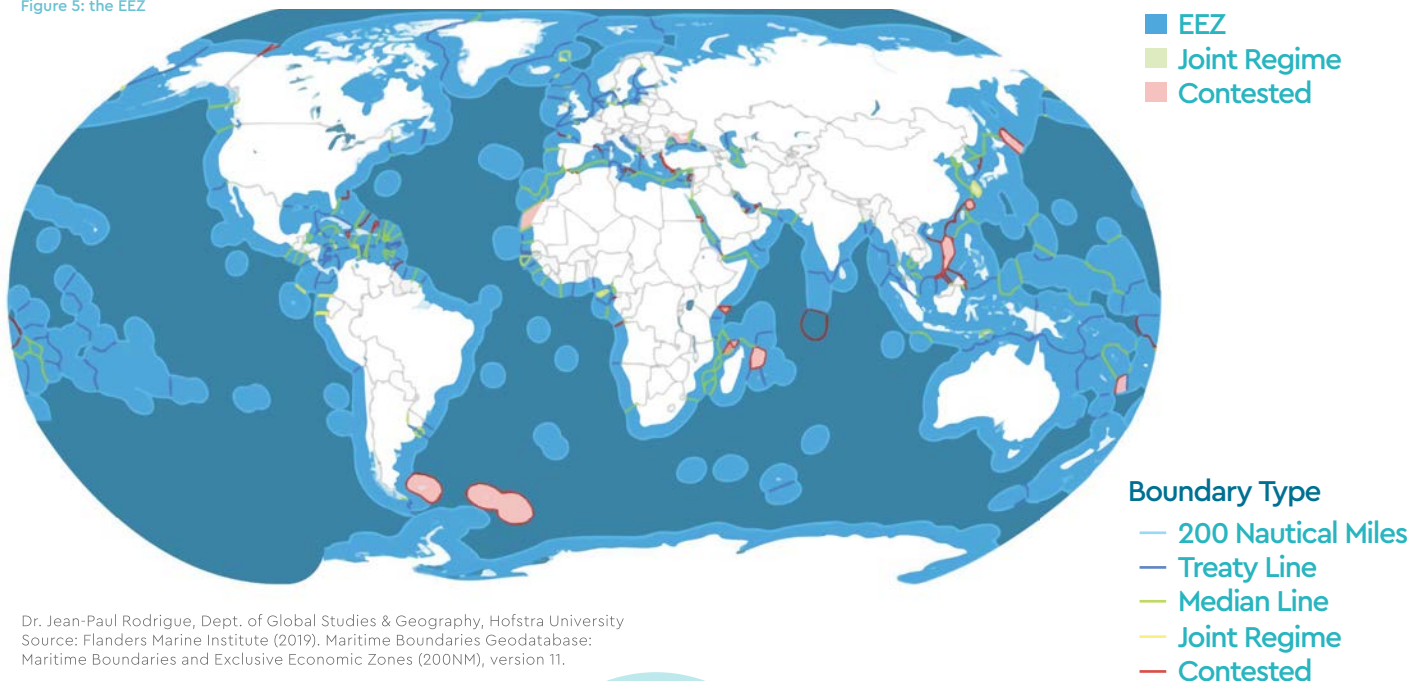 Figure 5: the EEZ
EEZ
Joint Regime
Contested
Boundary Type
200 Nautical Miles
Treaty Line
Median Line
Joint Regime
Contested
Dr. Jean-Paul Rodrigue, Dept. of Global Studies & Geography, Hofstra University
Source: Flanders Marine Institute (2019). Maritime Boundaries Geodatabase:
Maritime Boundaries and Exclusive Economic Zones (200NM), version 11.